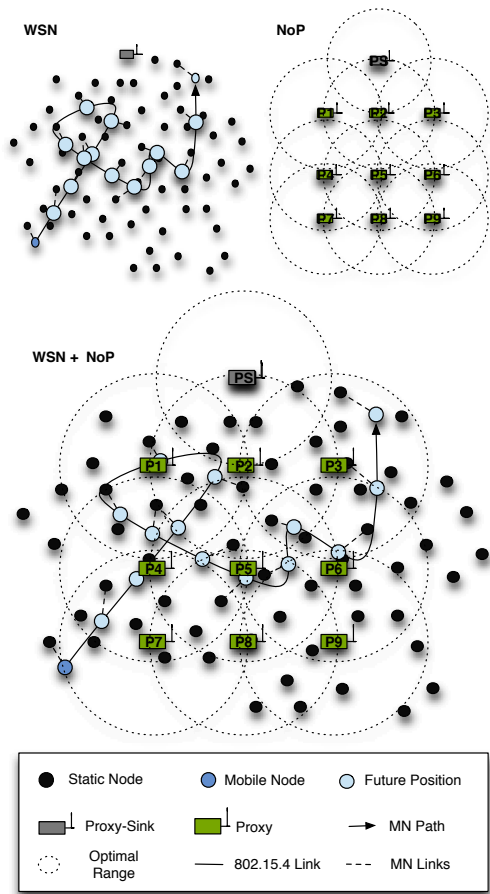 WSN
NoP
PS
P1 P2 P3
P4 P5 P6
P7 P8 P9
WSN + NoP
PS
P1 P2 P3
P4 P5 P6
P7 P8 P9
Static Node
Mobile Node
Future Position
Proxy-Sink
Proxy
MN Path
Optimal
Range
802.15.4 Link
MN Links